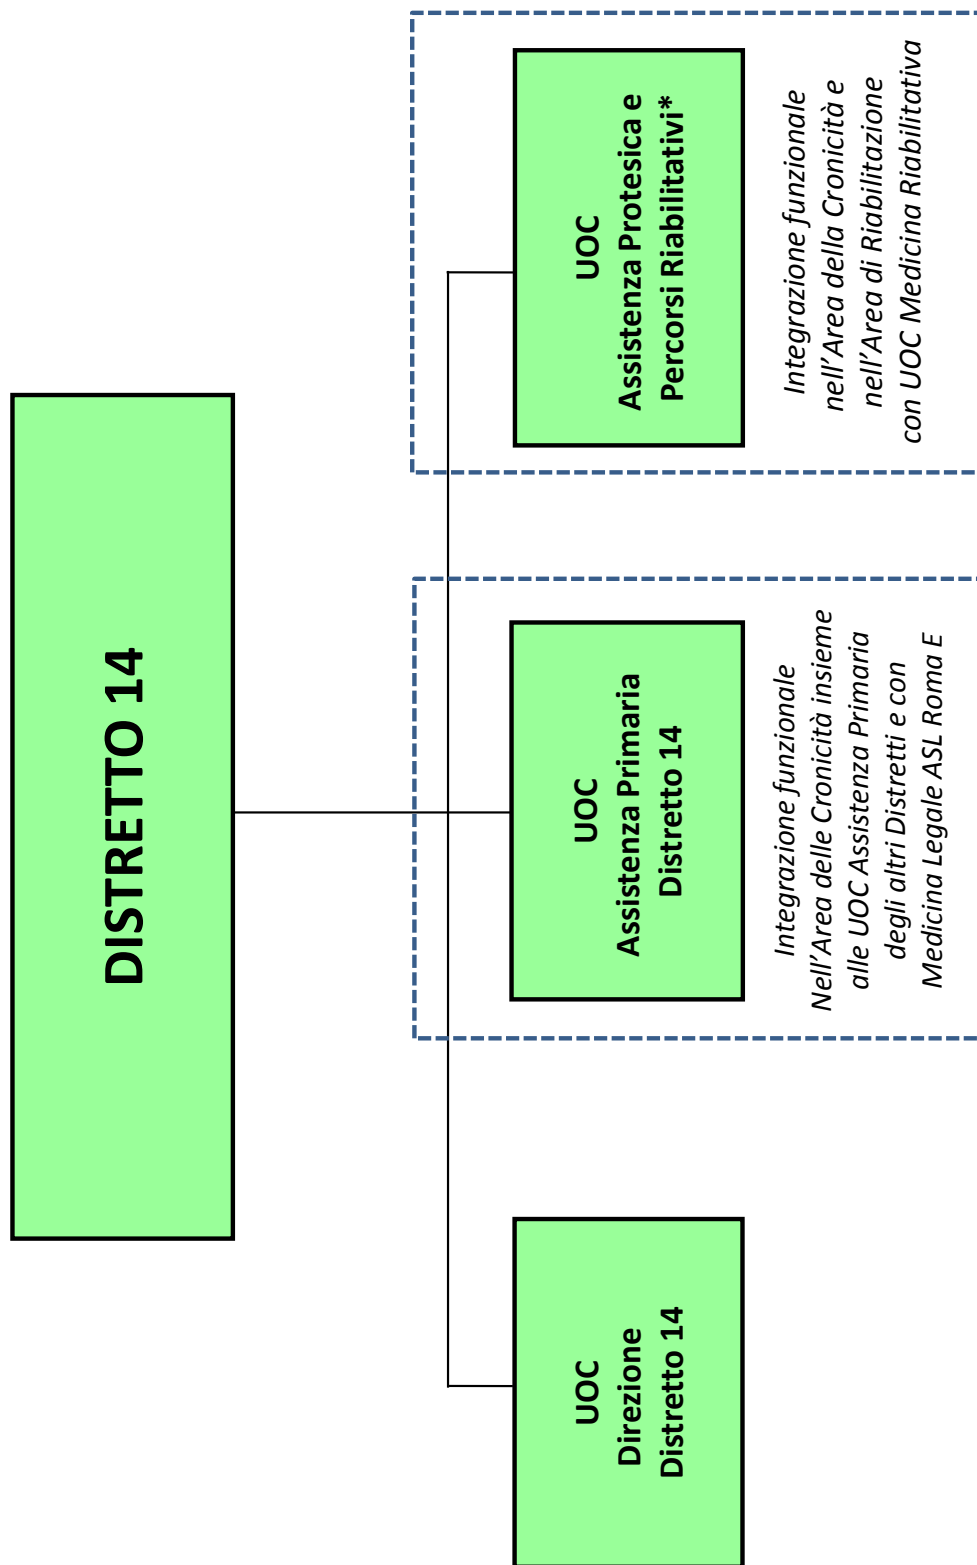 DISTRETTO 14
UOC
Direzione
Distretto 14
UOC
Assistenza Primaria
Distretto 14
Integrazione funzionale
Nell’Area delle Cronicità insieme
alle UOC Assistenza Primaria
degli altri Distretti e con
Medicina Legale ASL Roma E
UOC
Assistenza Protesica e
Percorsi Riabilitativi*
Integrazione funzionale
nell’Area della Cronicità e
nell’Area di Riabilitazione
con UOC Medicina Riabilitativa